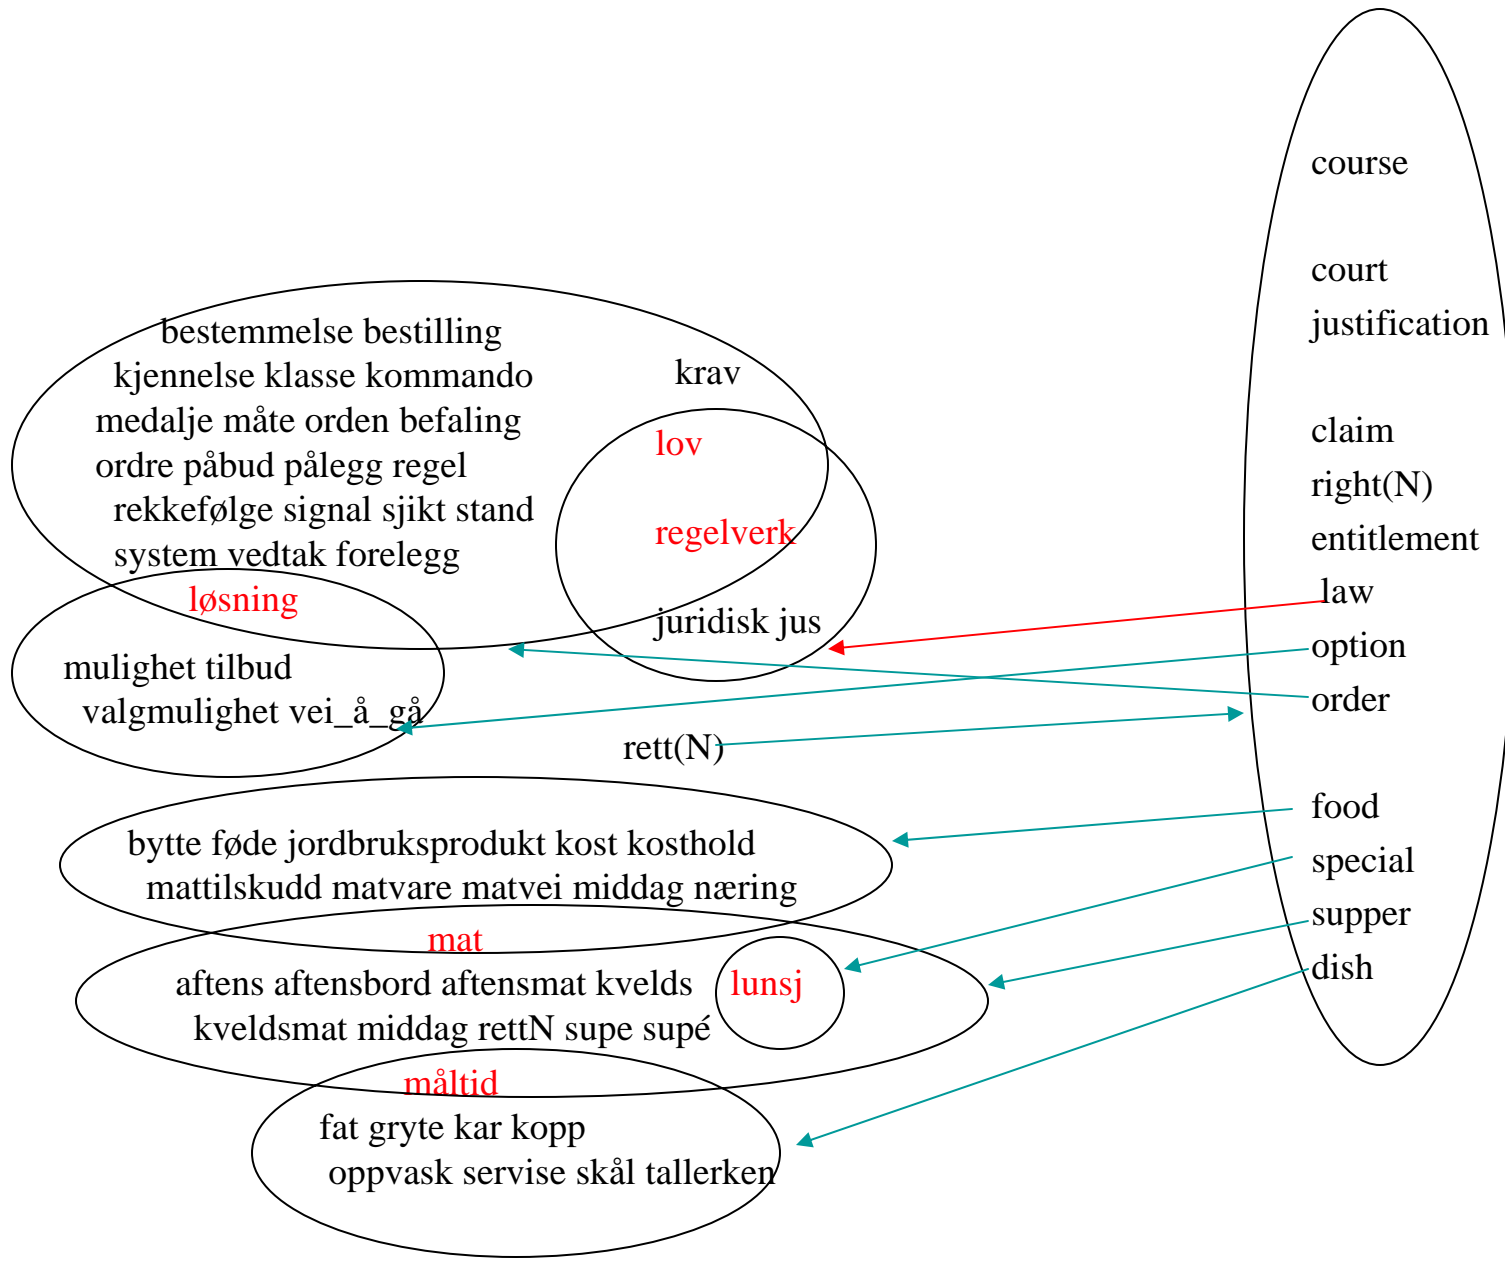 course
court
justification
claim
right(N)
entitlement
law
option
order
food
special
supper
dish
bestemmelse bestilling
kjennelse klasse kommando
medalje måte orden befaling
ordre påbud pålegg regel
rekkefølge signal sjikt stand
system vedtak forelegg
krav
lov
regelverk
juridisk jus
løsning
mulighet tilbud
valgmulighet vei_å_gå
rett(N)
bytte føde jordbruksprodukt kost kosthold
mattilskudd matvare matvei middag næring
mat
aftens aftensbord aftensmat kvelds
kveldsmat middag rettN supe supé
lunsj
måltid
fat gryte kar kopp
oppvask servise skål tallerken